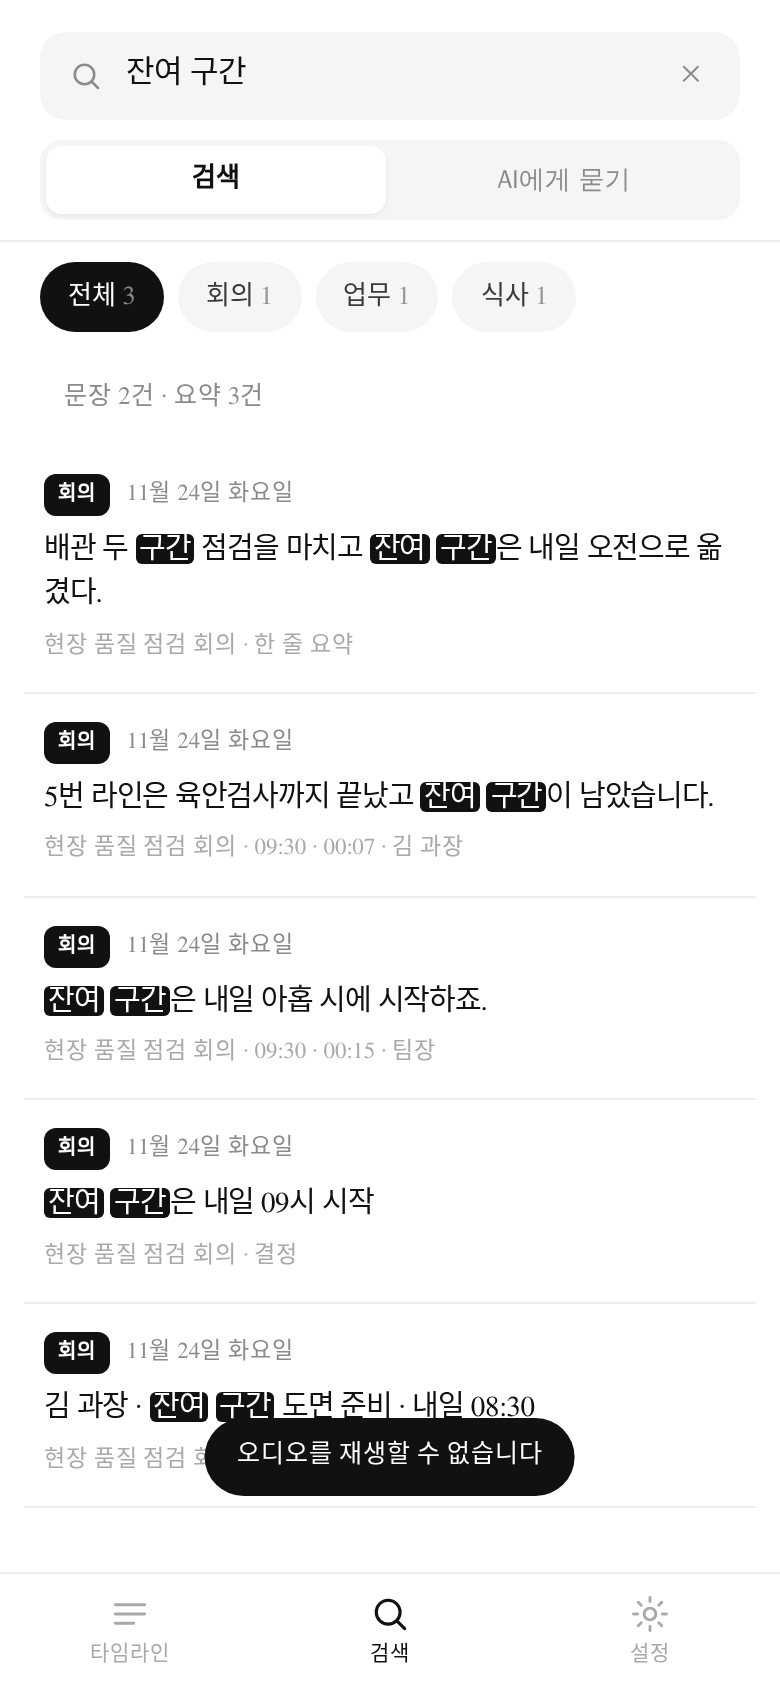 잔여 구간
검색
AI에게 묻기
전체 3
회의 1
업무 1
식사 1
문장 2건 · 요약 3건
회의 11월 24일 화요일
배관 두 구간 점검을 마치고 잔여 구간은 내일 오전으로 옮
겼다.
현장 품질 점검 회의 · 한 줄 요약
회의 11월 24일 화요일
5번 라인은 육안검사까지 끝났고 잔여 구간이 남았습니다.
현장 품질 점검 회의 · 09:30 · 00:07 · 김 과장
회의 11월 24일 화요일
잔여 구간은 내일 아홉 시에 시작하죠.
현장 품질 점검 회의 · 09:30 · 00:15 · 팀장
회의 11월 24일 화요일
잔여 구간은 내일 09시 시작
현장 품질 점검 회의 · 결정
회의 11월 24일 화요일
김 과장 · 잔여 구간 도면 준비 · 내일 08:30
현장 품질 점검
오디오를 재생할 수 없습니다
타임라인
검색
설정